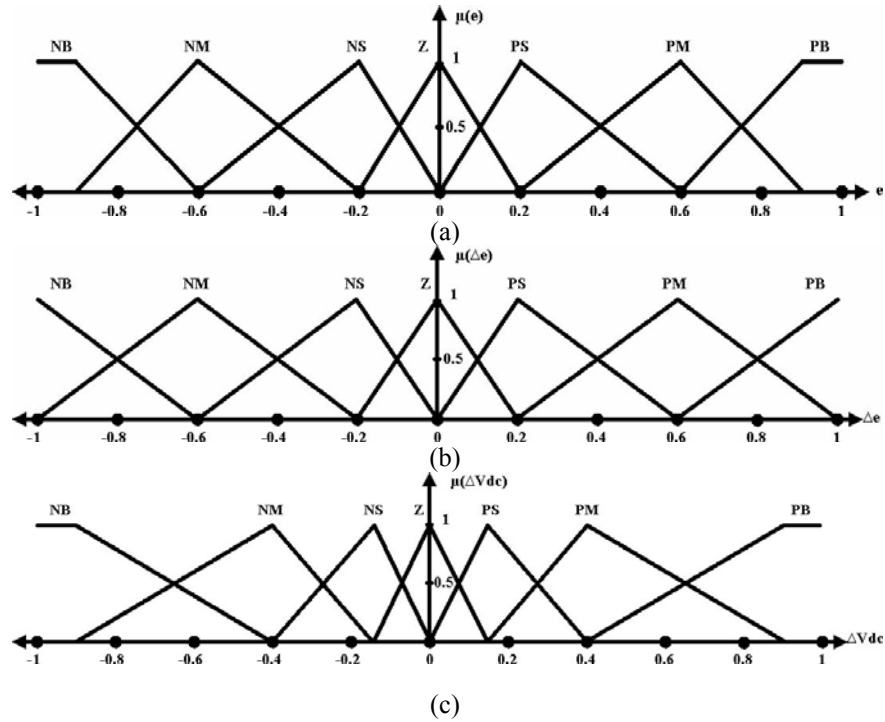 μ(e)
NB NM NS Z PS PM PB
1
0.5
-1 -0.8 -0.6 -0.4 -0.2 0 0.2 0.4 0.6 0.8 1 e
(a)
μ(Δe)
NB NM NS Z PS PM PB
1
0.5
-1 -0.8 -0.6 -0.4 -0.2 0 0.2 0.4 0.6 0.8 1 Δe
(b)
μ(ΔVdc)
NB NM NS Z PS PM PB
1
0.5
-1 -0.8 -0.6 -0.4 -0.2 0 0.2 0.4 0.6 0.8 1 ΔVdc
(c)